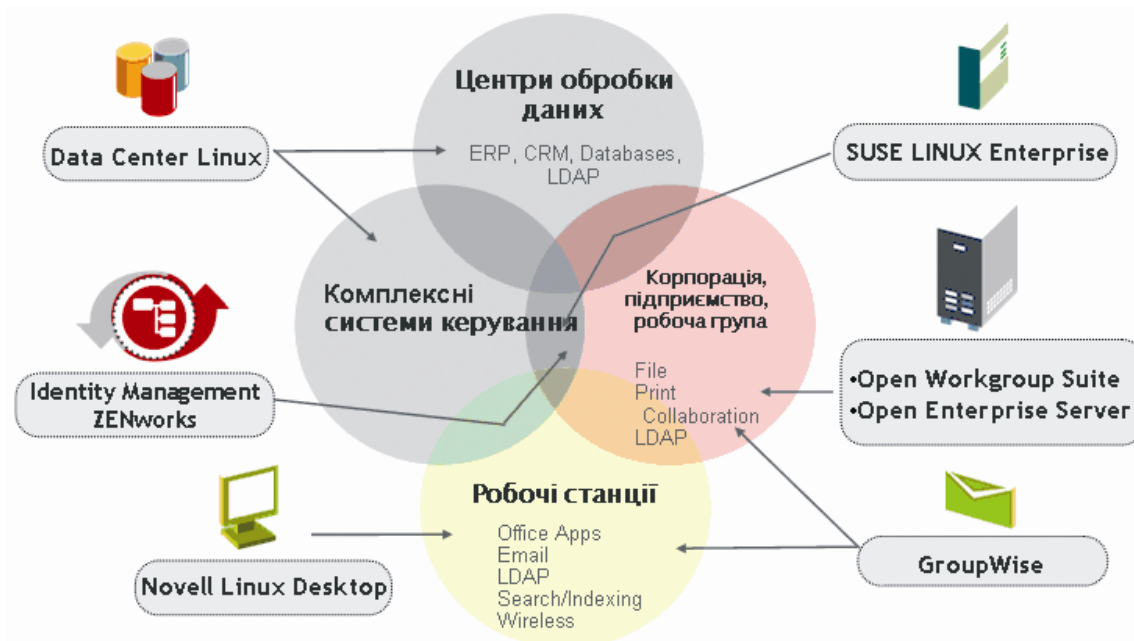 Центри обробки
даних
ERP, CRM, Databases,
LDAP
Data Center Linux
SUSE LINUX Enterprise
Комплексні
системи керування
Корпорація,
підприємство,
робоча група
File
Print
Collaboration
LDAP
Identity Management
ZENworks
•Open Workgroup Suite
•Open Enterprise Server
Робочі станції
Office Apps
Email
LDAP
Search/Indexing
Wireless
Novell Linux Desktop
GroupWise